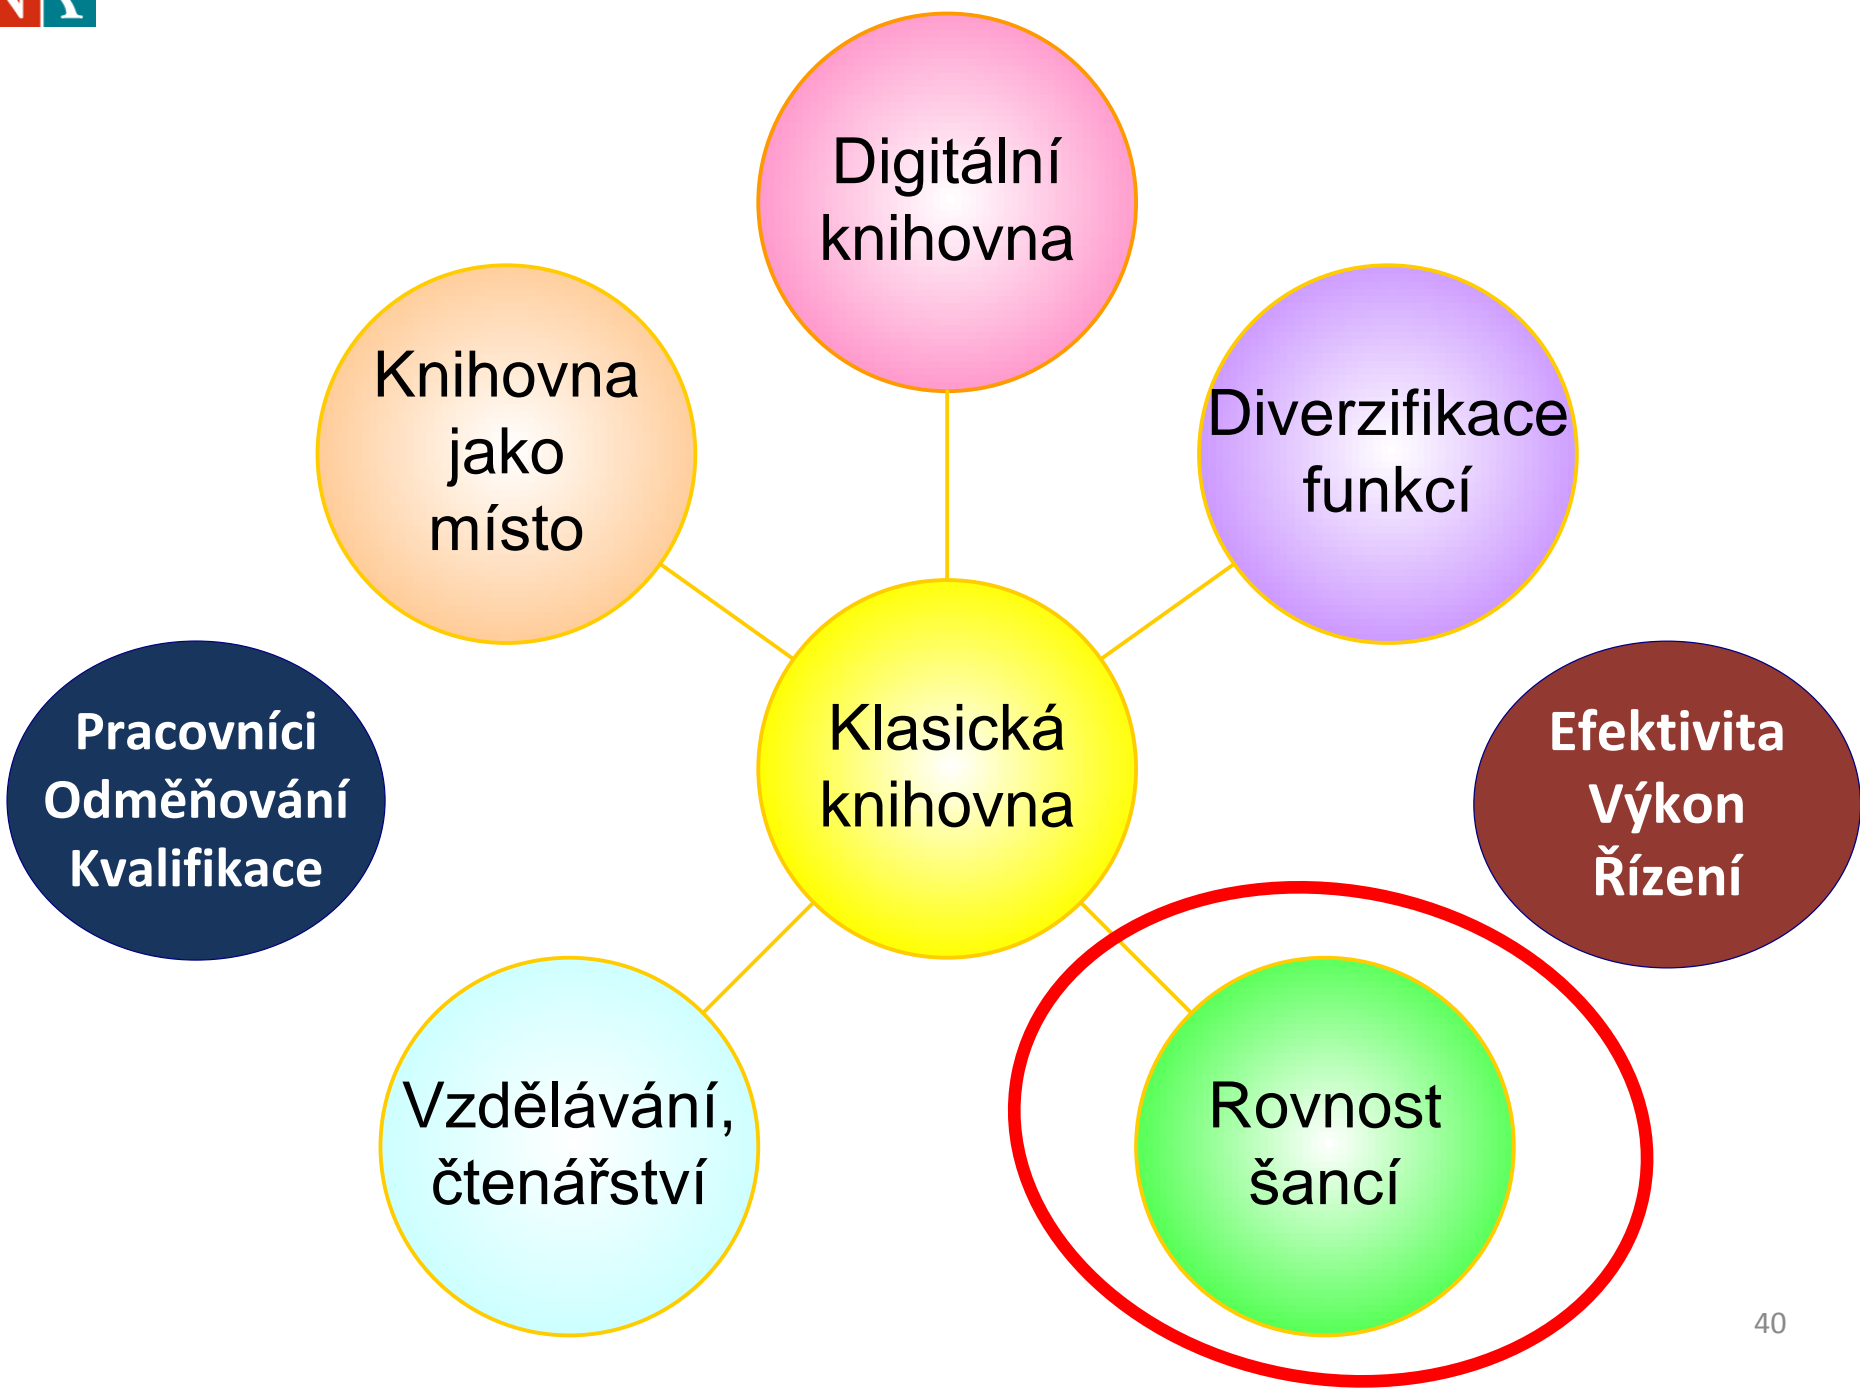 Digitální
knihovna
Knihovna
jako
místo
Diverzifikace
funkcí
Pracovníci
Odměňování
Kvalifikace
Klasická
knihovna
Efektivita
Výkon
Řízení
Vzdělávání,
čtenářství
Rovnost
šancí
40